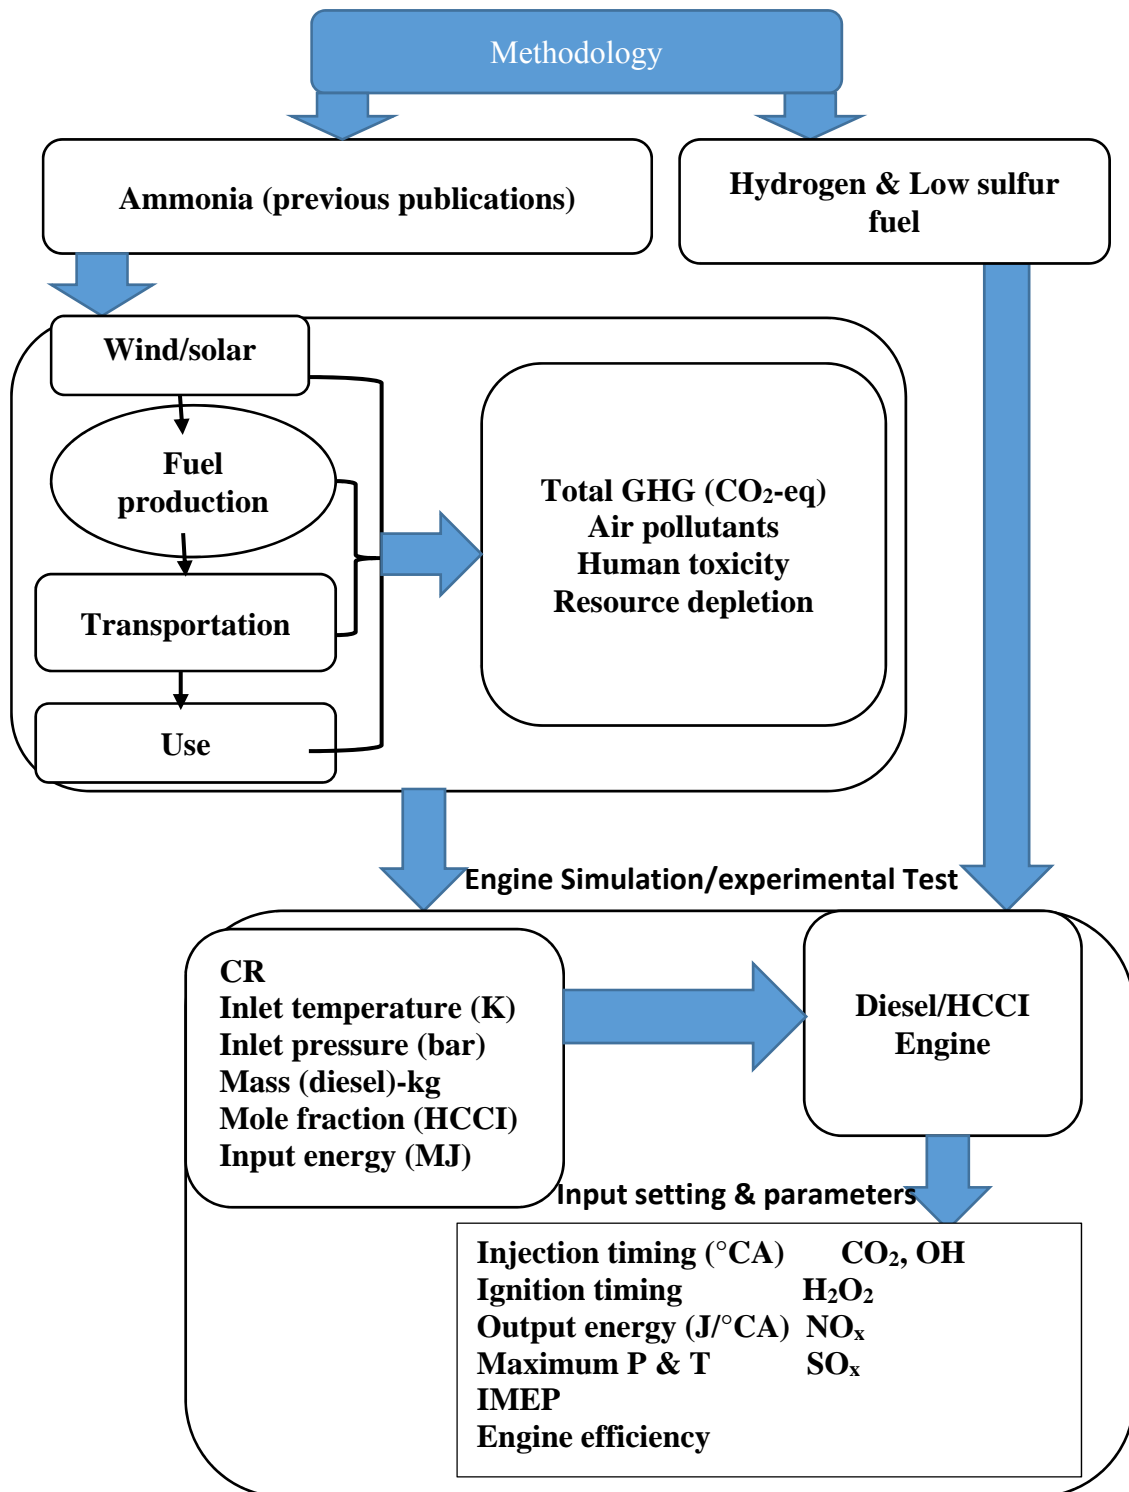 Methodology
Ammonia (previous publications)
Hydrogen & Low sulfur
fuel
Wind/solar
Fuel
production
Transportation
Use
Total GHG (CO₂-eq)
Air pollutants
Human toxicity
Resource depletion
Engine Simulation/experimental Test
CR
Inlet temperature (K)
Inlet pressure (bar)
Mass (diesel)-kg
Mole fraction (HCCI)
Input energy (MJ)
Diesel/HCCI
Engine
Input setting & parameters
Injection timing (°CA) CO₂, OH
Ignition timing H₂O₂
Output energy (J/°CA) NOₓ
Maximum P & T SOₓ
IMEP
Engine efficiency